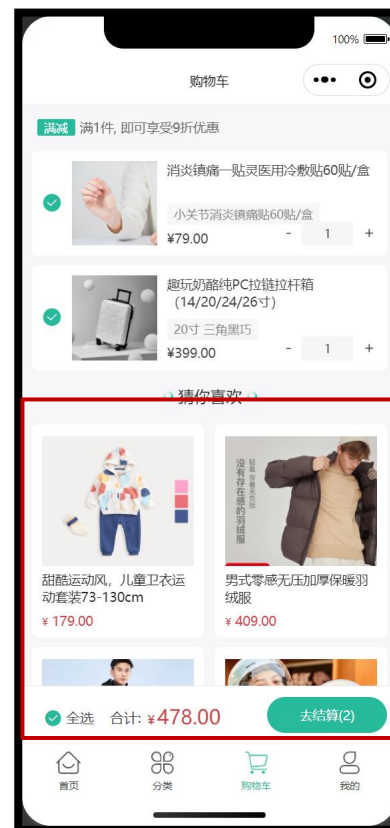 100%
购物车
满减 满1件, 即可享受9折优惠
消炎镇痛一贴灵医用冷敷贴60贴/盒
小关节消炎镇痛贴60贴/盒
¥79.00 - 1 +
趣玩奶酪纯PC拉链拉杆箱
（14/20/24/26寸）
20寸 三角黑巧
¥399.00 - 1 +
猜你喜欢
轻盈 穿着无负担
没有存在感的羽绒服
甜酷运动风，儿童卫衣运
动套装73-130cm
¥ 179.00
男式零感无压加厚保暖羽
绒服
¥ 409.00
全选 合计: ¥478.00 去结算(2)
首页 分类 购物车 我的